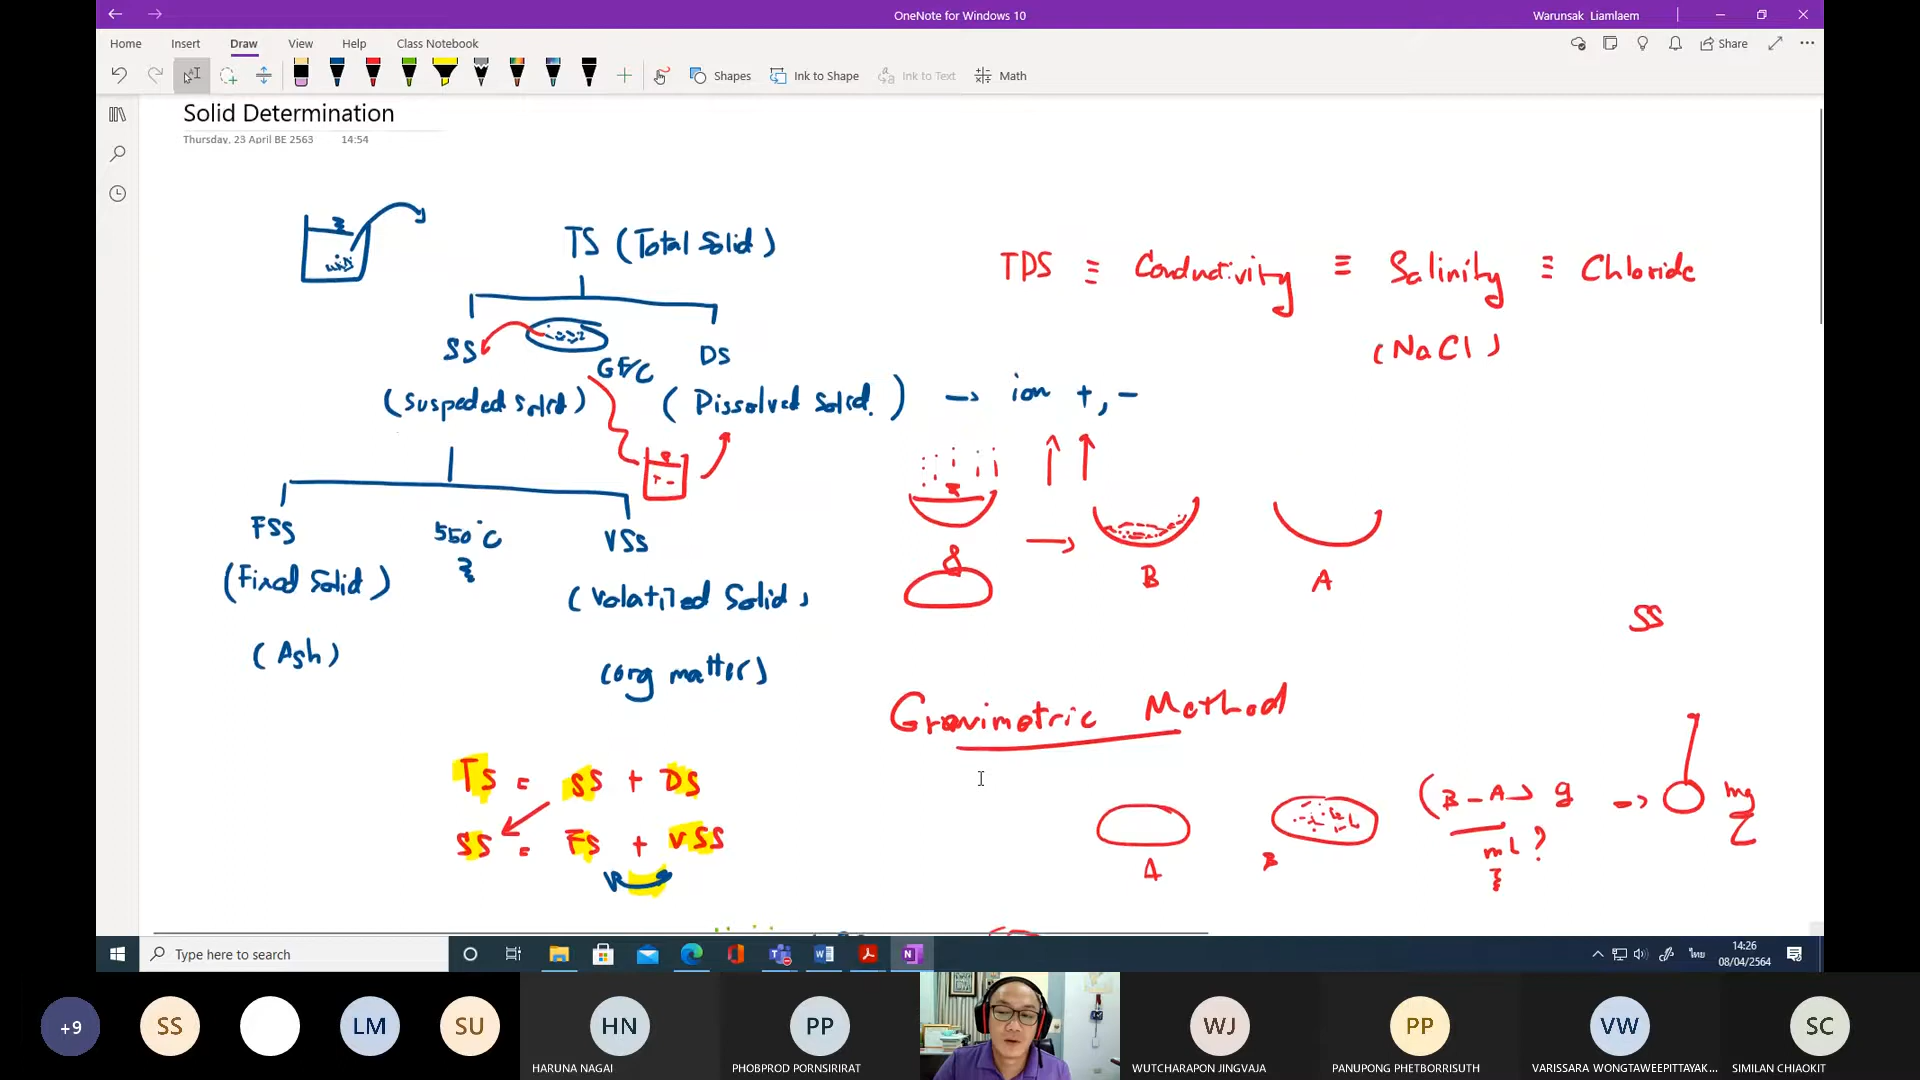 OneNote for Windows 10
Warunsak Liamlaem
Home Insert Draw View Help Class Notebook
Share
Shapes Ink to Shape Ink to Text Math
Solid Determination
Thursday, 23 April BE 2563 14:54
TS (Total Solid)
TDS ≡ Conductivity ≡ Salinity ≡ Chloride
(NaCl)
SS GF/C DS
(Suspeded Solid) (Dissolved Solid.) → ion +, -
FSS 550°C VSS
(Fixed Solid) (Volatiled Solid)
(Ash) (org matter)
B A
SS
Gravimetric Method
TS = SS + DS
SS = FS + VSS
A B (B-A) g → mg
ml? L
Type here to search
ไทย
14:26
08/04/2564
+9 SS LM SU HN PP WJ PP VW SC
HARUNA NAGAI PHOBPROD PORNSIRIRAT WUTCHARAPON JINGVAJA PANUPONG PHETBORRISUTH VARISSARA WONGTAWEEPITTAYAK... SIMILAN CHIAOKIT